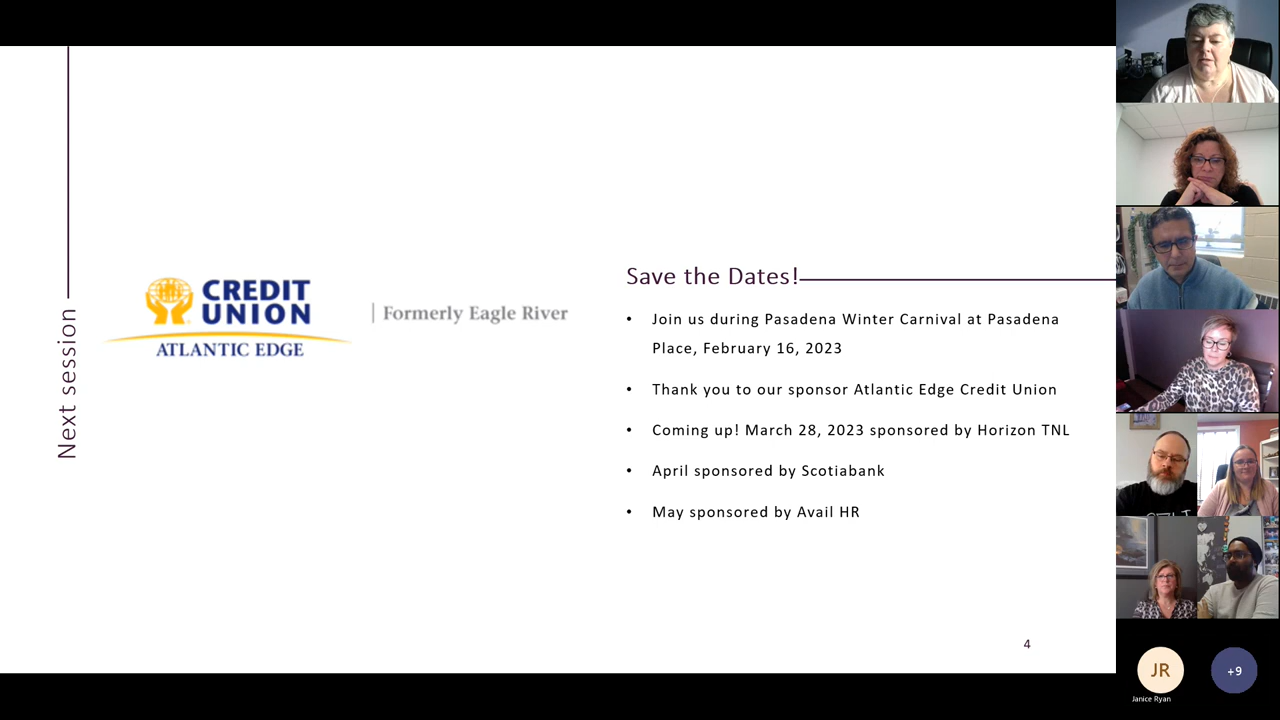 Next session
CREDIT
UNION
ATLANTIC EDGE
Formerly Eagle River
Save the Dates!
• Join us during Pasadena Winter Carnival at Pasadena
Place, February 16, 2023
• Thank you to our sponsor Atlantic Edge Credit Union
• Coming up! March 28, 2023 sponsored by Horizon TNL
• April sponsored by Scotiabank
• May sponsored by Avail HR
4
JR
+9
Janice Ryan